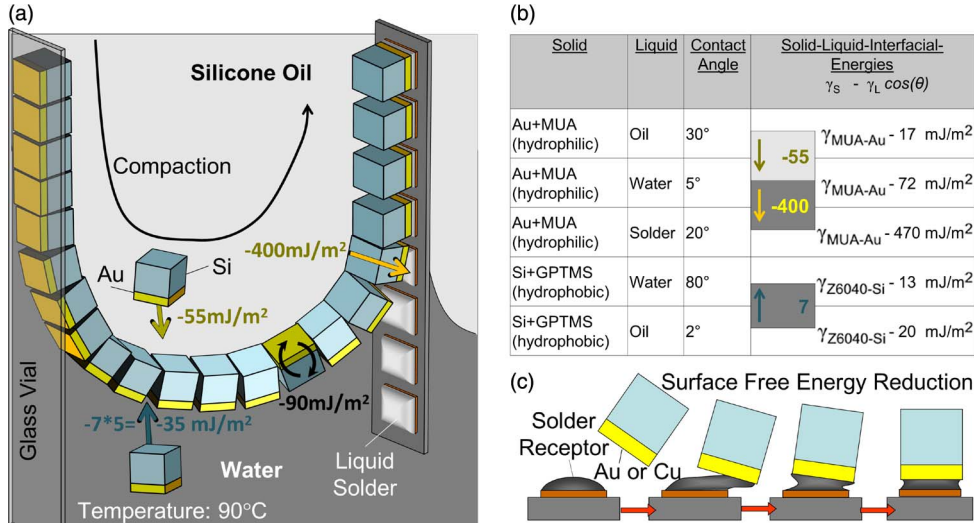 (a)
Silicone Oil
Compaction
Au
Si
-400mJ/m²
-55mJ/m²
-90mJ/m²
-7*5= -35 mJ/m²
Water
Liquid
Solder
Glass Vial
Temperature: 90°C
(b)
Solid Liquid Contact Angle Solid-Liquid-Interfacial-Energies
γS - γL cos(θ)
Au+MUA (hydrophilic) Oil 30° γMUA-Au - 17 mJ/m²
-55
Au+MUA (hydrophilic) Water 5° γMUA-Au - 72 mJ/m²
-400
Au+MUA (hydrophilic) Solder 20° γMUA-Au - 470 mJ/m²
Si+GPTMS (hydrophobic) Water 80° γZ6040-Si - 13 mJ/m²
7
Si+GPTMS (hydrophobic) Oil 2° γZ6040-Si - 20 mJ/m²
(c)
Surface Free Energy Reduction
Solder
Receptor
Au or Cu